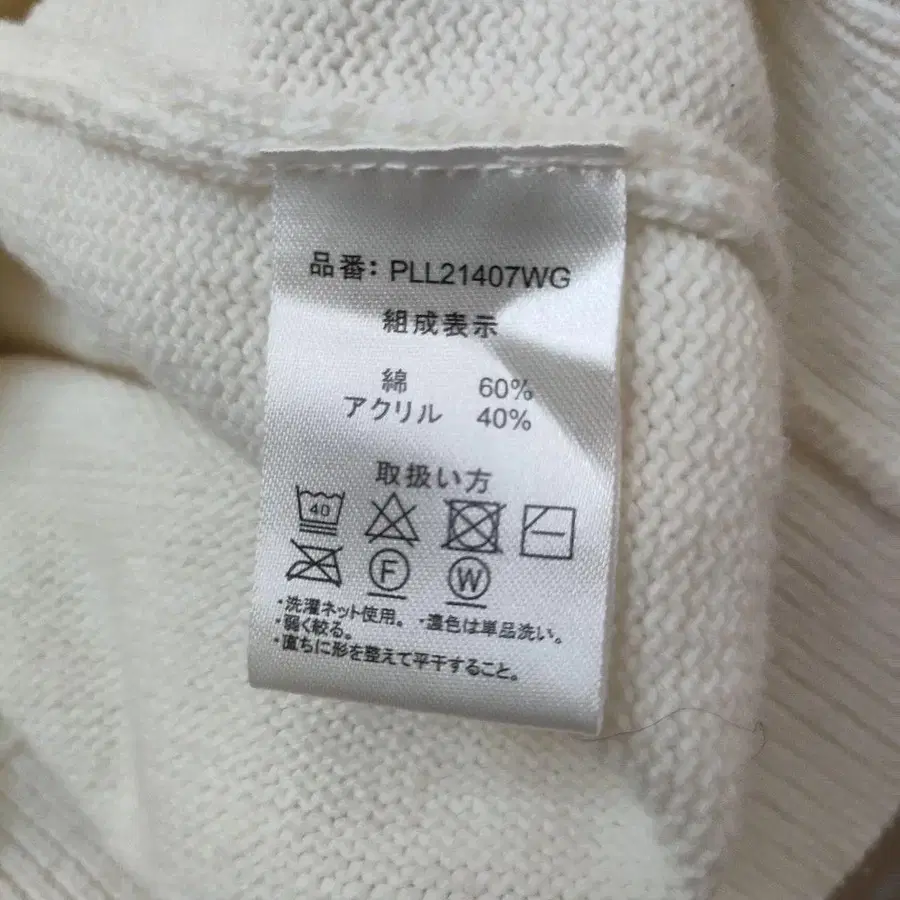 品番: PLL21407WG
組成表示
綿 60%
アクリル 40%
取扱い方
40
F W
・洗濯ネット使用。・濃色は単品洗い。
・弱く絞る。
・直ちに形を整えて平干すること。